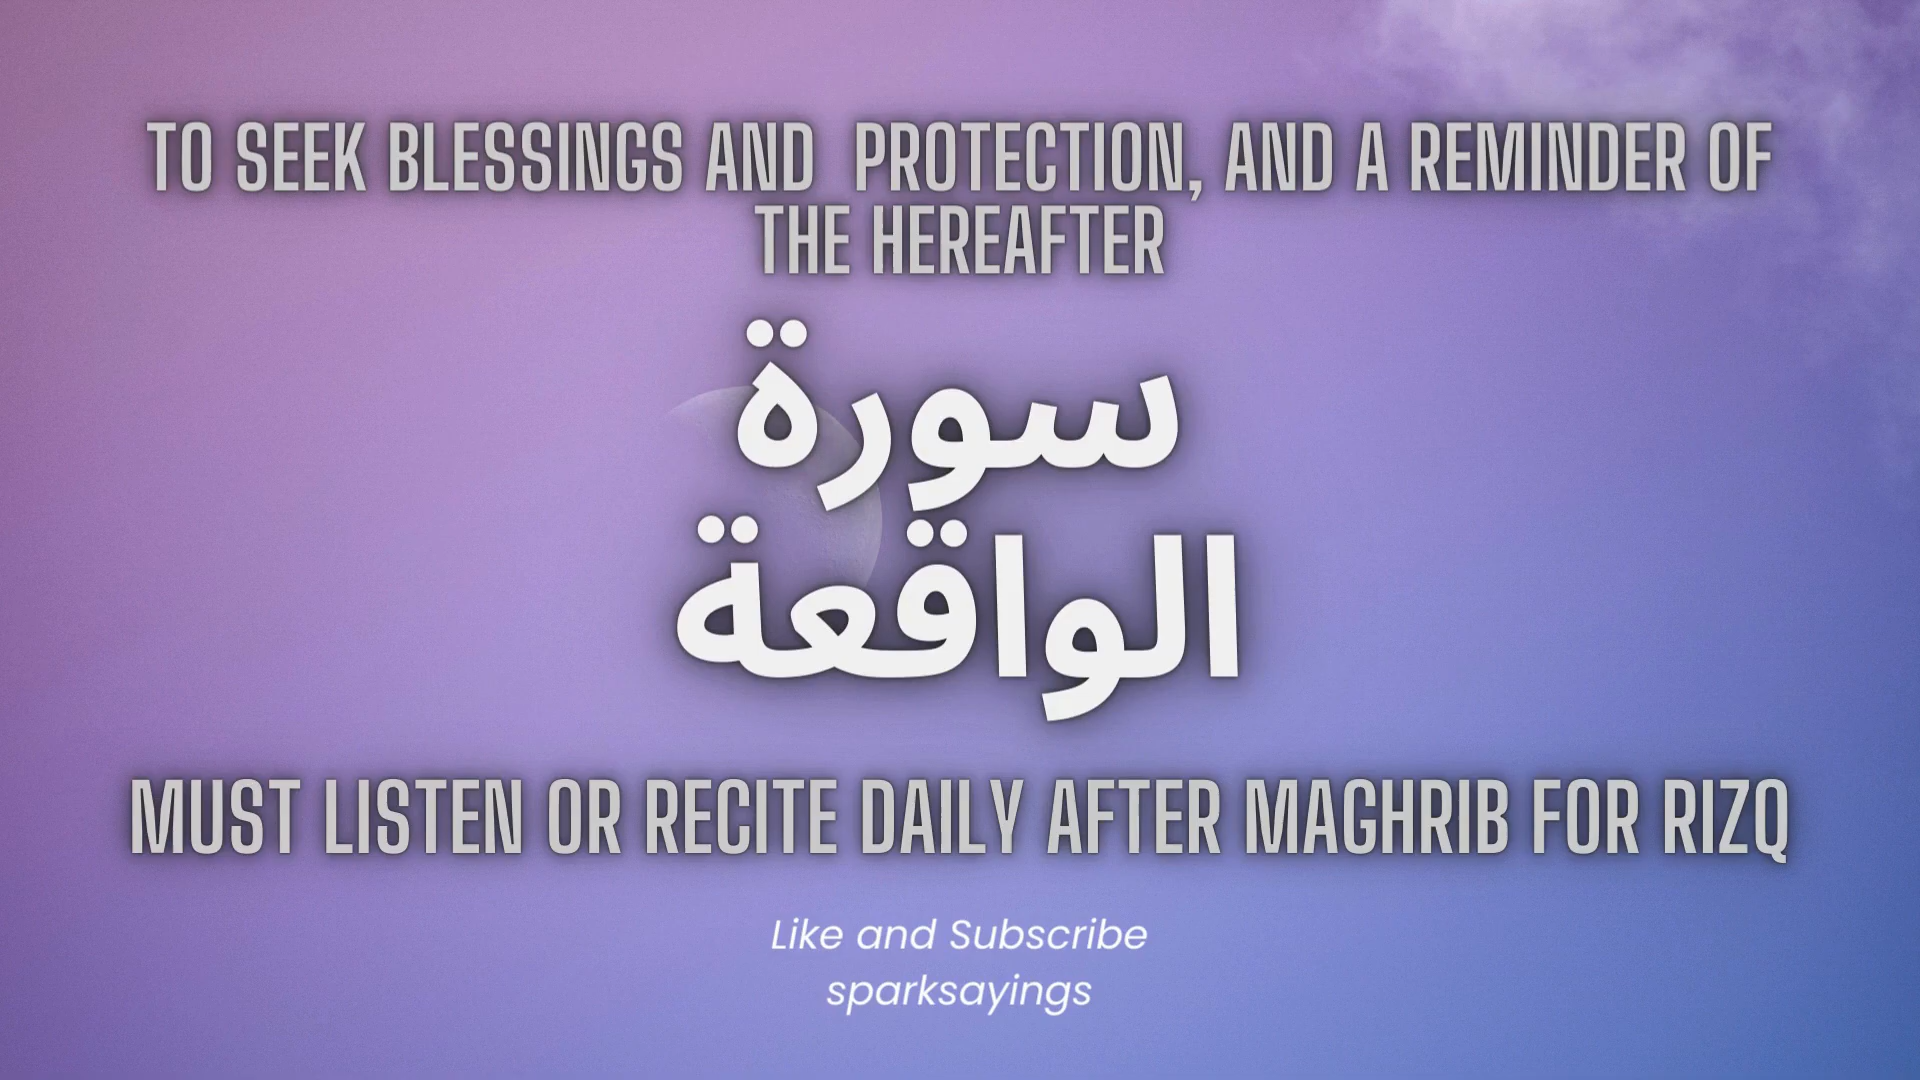 TO SEEK BLESSINGS AND PROTECTION, AND A REMINDER OF
THE HEREAFTER
سورة
الواقعة
MUST LISTEN OR RECITE DAILY AFTER MAGHRIB FOR RIZQ
Like and Subscribe
sparksayings